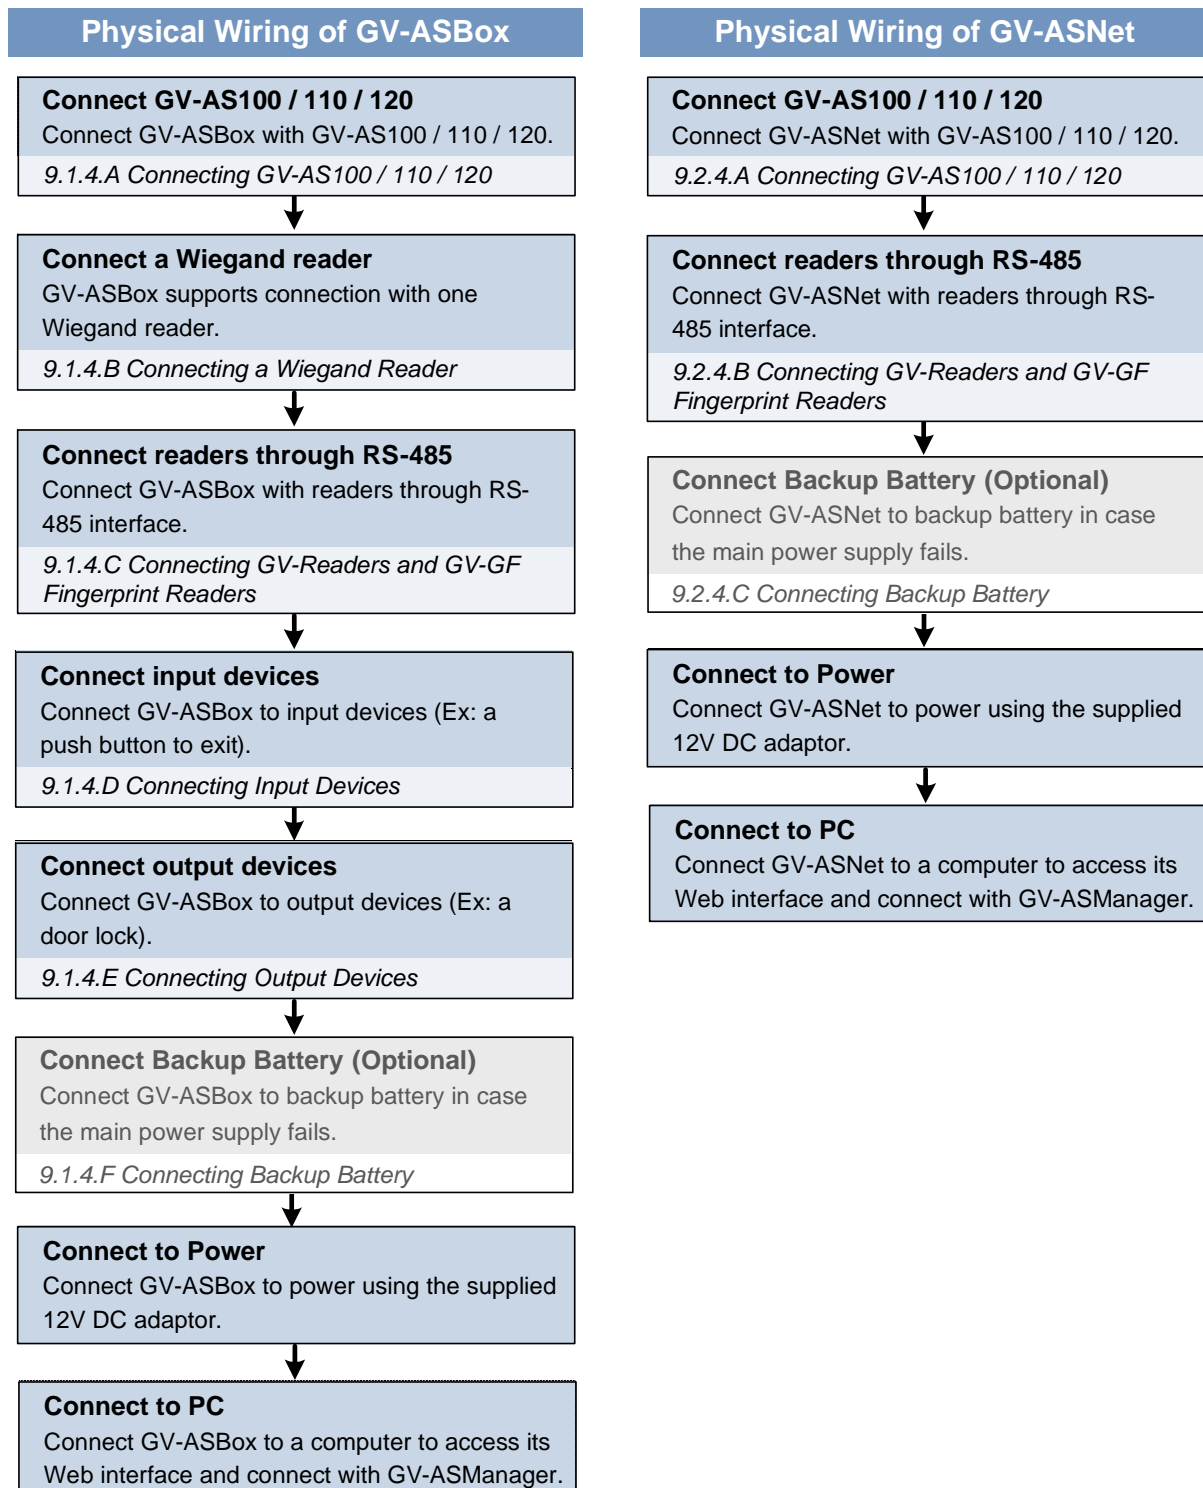 Physical Wiring of GV-ASBox
Connect GV-AS100 / 110 / 120
Connect GV-ASBox with GV-AS100 / 110 / 120.
9.1.4.A Connecting GV-AS100 / 110 / 120
Connect a Wiegand reader
GV-ASBox supports connection with one
Wiegand reader.
9.1.4.B Connecting a Wiegand Reader
Connect readers through RS-485
Connect GV-ASBox with readers through RS-
485 interface.
9.1.4.C Connecting GV-Readers and GV-GF
Fingerprint Readers
Connect input devices
Connect GV-ASBox to input devices (Ex: a
push button to exit).
9.1.4.D Connecting Input Devices
Connect output devices
Connect GV-ASBox to output devices (Ex: a
door lock).
9.1.4.E Connecting Output Devices
Connect Backup Battery (Optional)
Connect GV-ASBox to backup battery in case
the main power supply fails.
9.1.4.F Connecting Backup Battery
Connect to Power
Connect GV-ASBox to power using the supplied
12V DC adaptor.
Connect to PC
Connect GV-ASBox to a computer to access its
Web interface and connect with GV-ASManager.
Physical Wiring of GV-ASNet
Connect GV-AS100 / 110 / 120
Connect GV-ASNet with GV-AS100 / 110 / 120.
9.2.4.A Connecting GV-AS100 / 110 / 120
Connect readers through RS-485
Connect GV-ASNet with readers through RS-
485 interface.
9.2.4.B Connecting GV-Readers and GV-GF
Fingerprint Readers
Connect Backup Battery (Optional)
Connect GV-ASNet to backup battery in case
the main power supply fails.
9.2.4.C Connecting Backup Battery
Connect to Power
Connect GV-ASNet to power using the supplied
12V DC adaptor.
Connect to PC
Connect GV-ASNet to a computer to access its
Web interface and connect with GV-ASManager.